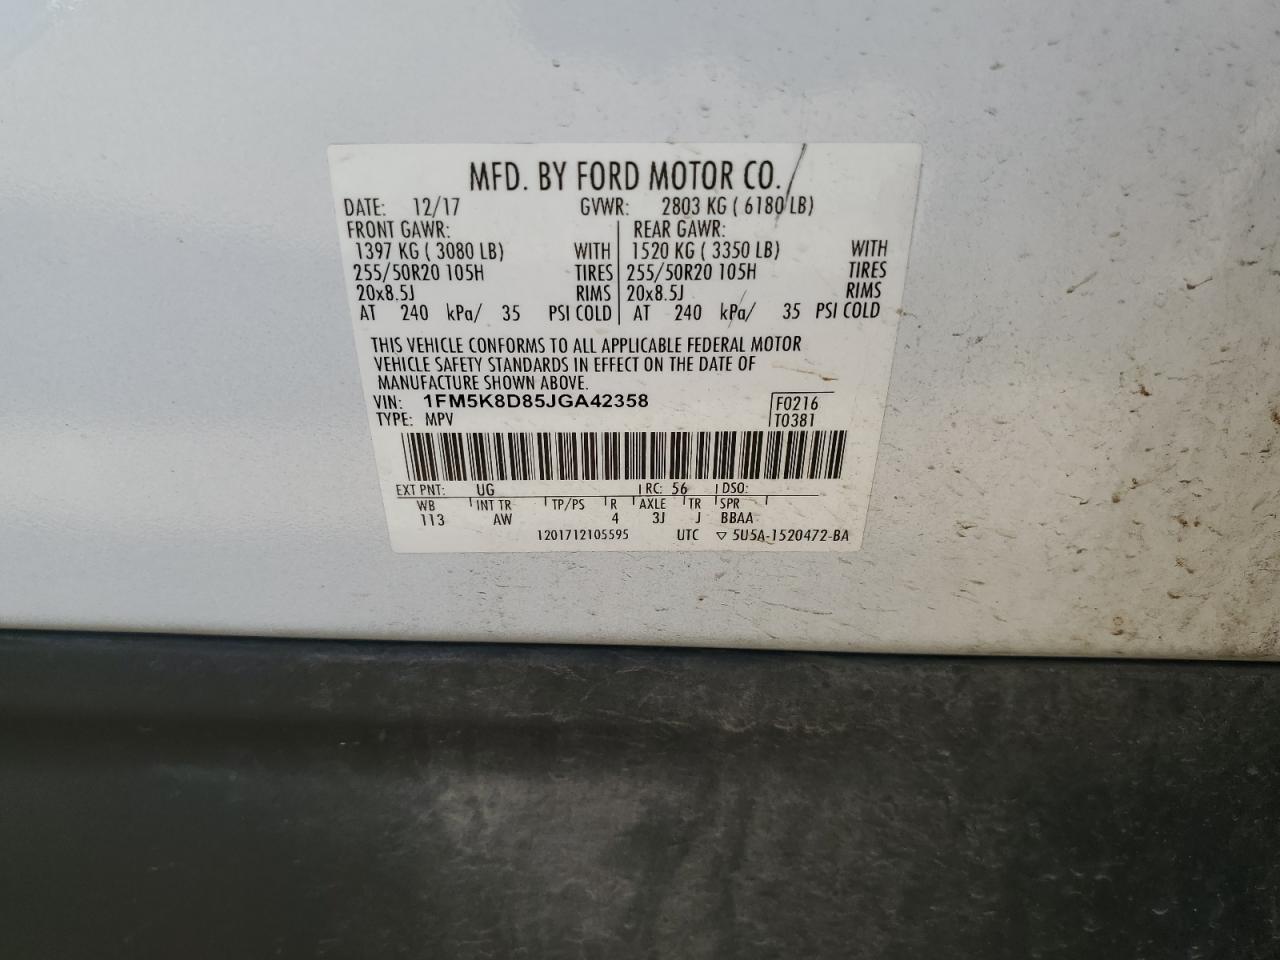 MFD. BY FORD MOTOR CO.
DATE: 12/17 GVWR: 2803 KG ( 6180 LB)
FRONT GAWR: REAR GAWR:
1397 KG ( 3080 LB) WITH 1520 KG ( 3350 LB) WITH
255/50R20 105H TIRES 255/50R20 105H TIRES
20x8.5J RIMS 20x8.5J RIMS
AT 240 kPa/ 35 PSI COLD AT 240 kPa/ 35 PSI COLD
THIS VEHICLE CONFORMS TO ALL APPLICABLE FEDERAL MOTOR
VEHICLE SAFETY STANDARDS IN EFFECT ON THE DATE OF
MANUFACTURE SHOWN ABOVE.
VIN: 1FM5K8D85JGA42358 F0216
TYPE: MPV T0381
EXT PNT: UG RC: 56 DSO:
WB INT TR TP/PS R AXLE TR SPR
113 AW 4 3J J BBAA
1201712105595 UTC ▽ 5U5A-1520472-BA